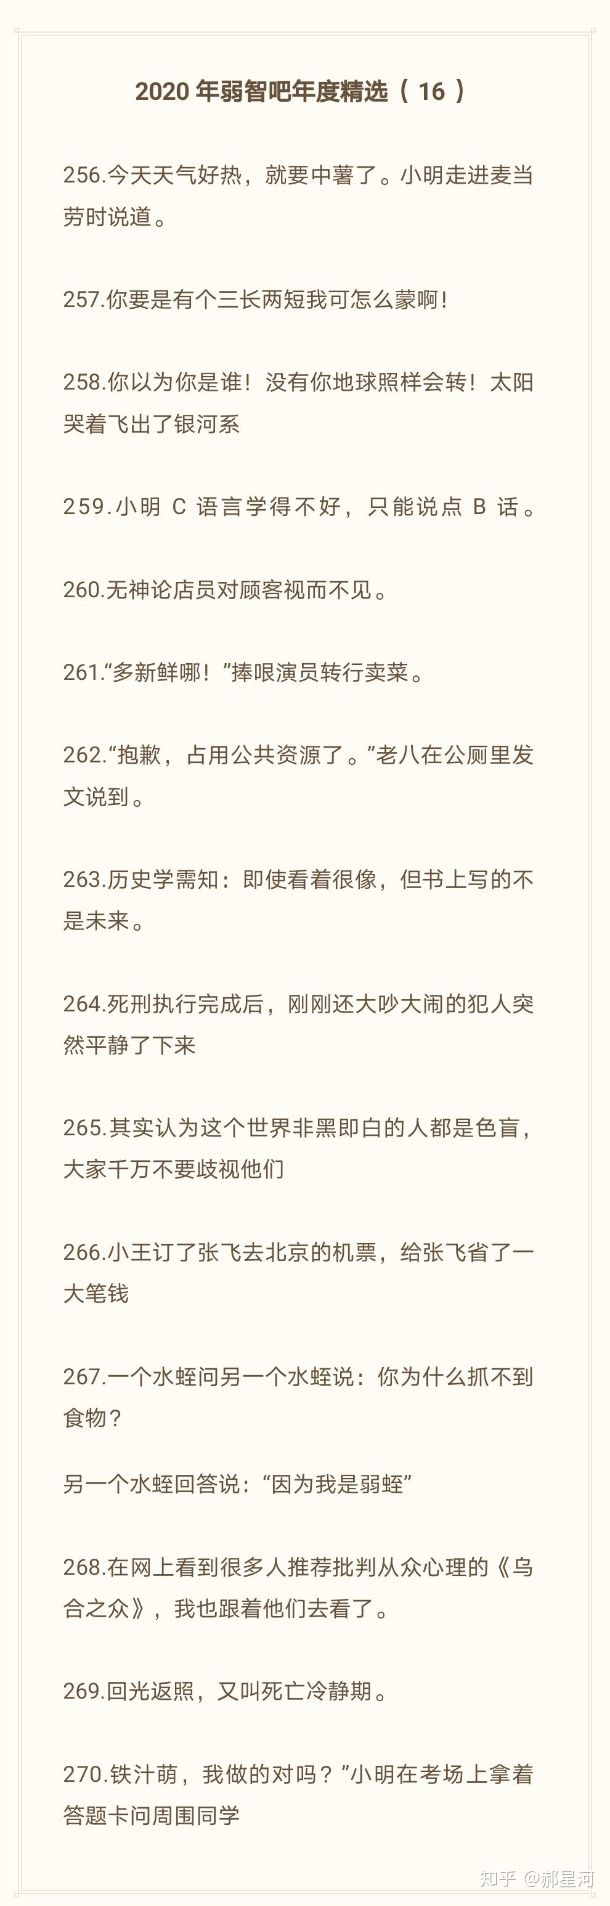 2020 年弱智吧年度精选（ 16 ）
256.今天天气好热，就要中薯了。小明走进麦当
劳时说道。
257.你要是有个三长两短我可怎么蒙啊！
258.你以为你是谁！没有你地球照样会转！太阳
哭着飞出了银河系
259.小明 C 语言学得不好，只能说点 B 话。
260.无神论店员对顾客视而不见。
261.“多新鲜哪！”捧哏演员转行卖菜。
262.“抱歉，占用公共资源了。”老八在公厕里发
文说到。
263.历史学需知：即使看着很像，但书上写的不
是未来。
264.死刑执行完成后，刚刚还大吵大闹的犯人突
然平静了下来
265.其实认为这个世界非黑即白的人都是色盲，
大家千万不要歧视他们
266.小王订了张飞去北京的机票，给张飞省了一
大笔钱
267.一个水蛭问另一个水蛭说：你为什么抓不到
食物？
另一个水蛭回答说：“因为我是弱蛭”
268.在网上看到很多人推荐批判从众心理的《乌
合之众》，我也跟着他们去看了。
269.回光返照，又叫死亡冷静期。
270.铁汁萌，我做的对吗？”小明在考场上拿着
答题卡问周围同学
知乎 @郝星河